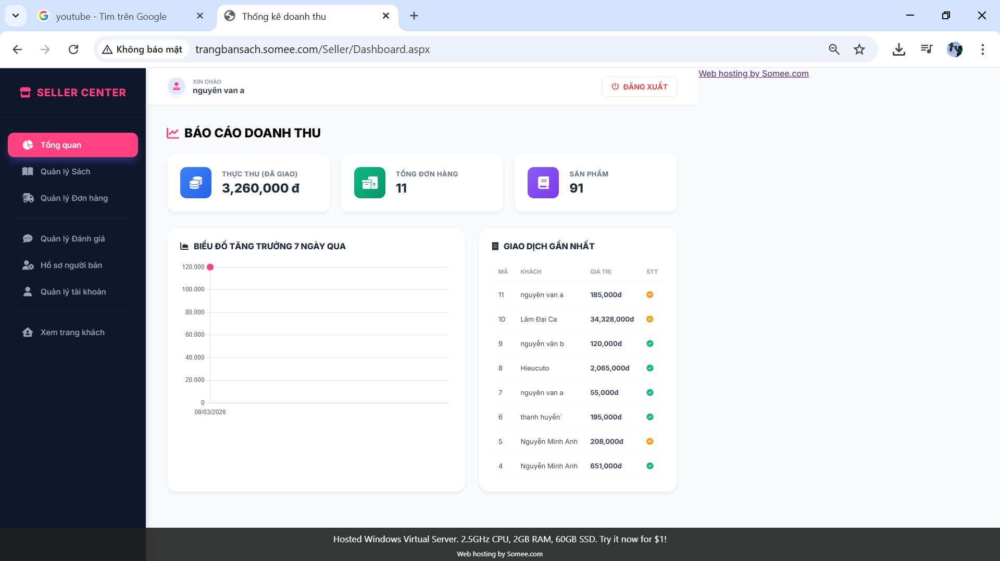 youtube - Tìm trên Google
Thống kê doanh thu
Không bảo mật
trangbansach.somee.com/Seller/Dashboard.aspx
SELLER CENTER
Tổng quan
Quản lý Sách
Quản lý Đơn hàng
Quản lý Đánh giá
Hồ sơ người bán
Quản lý tài khoản
Xem trang khách
XIN CHÀO
nguyên van a
ĐĂNG XUẤT
Web hosting by Somee.com
BÁO CÁO DOANH THU
THỰC THU (ĐÃ GIAO)
3,260,000 đ
TỔNG ĐƠN HÀNG
11
SẢN PHẨM
91
BIỂU ĐỒ TĂNG TRƯỞNG 7 NGÀY QUA
120.000
100.000
80.000
60.000
40.000
20.000
0
09/03/2026
GIAO DỊCH GẦN NHẤT
MÃ KHÁCH GIÁ TRỊ STT
11 nguyên van a 185,000đ
10 Lâm Đại Ca 34,328,000đ
9 nguyễn văn b 120,000đ
8 Hieucuto 2,065,000đ
7 nguyên van a 55,000đ
6 thanh huyền` 195,000đ
5 Nguyễn Minh Anh 208,000đ
4 Nguyễn Minh Anh 651,000đ
Hosted Windows Virtual Server. 2.5GHz CPU, 2GB RAM, 60GB SSD. Try it now for $1!
Web hosting by Somee.com